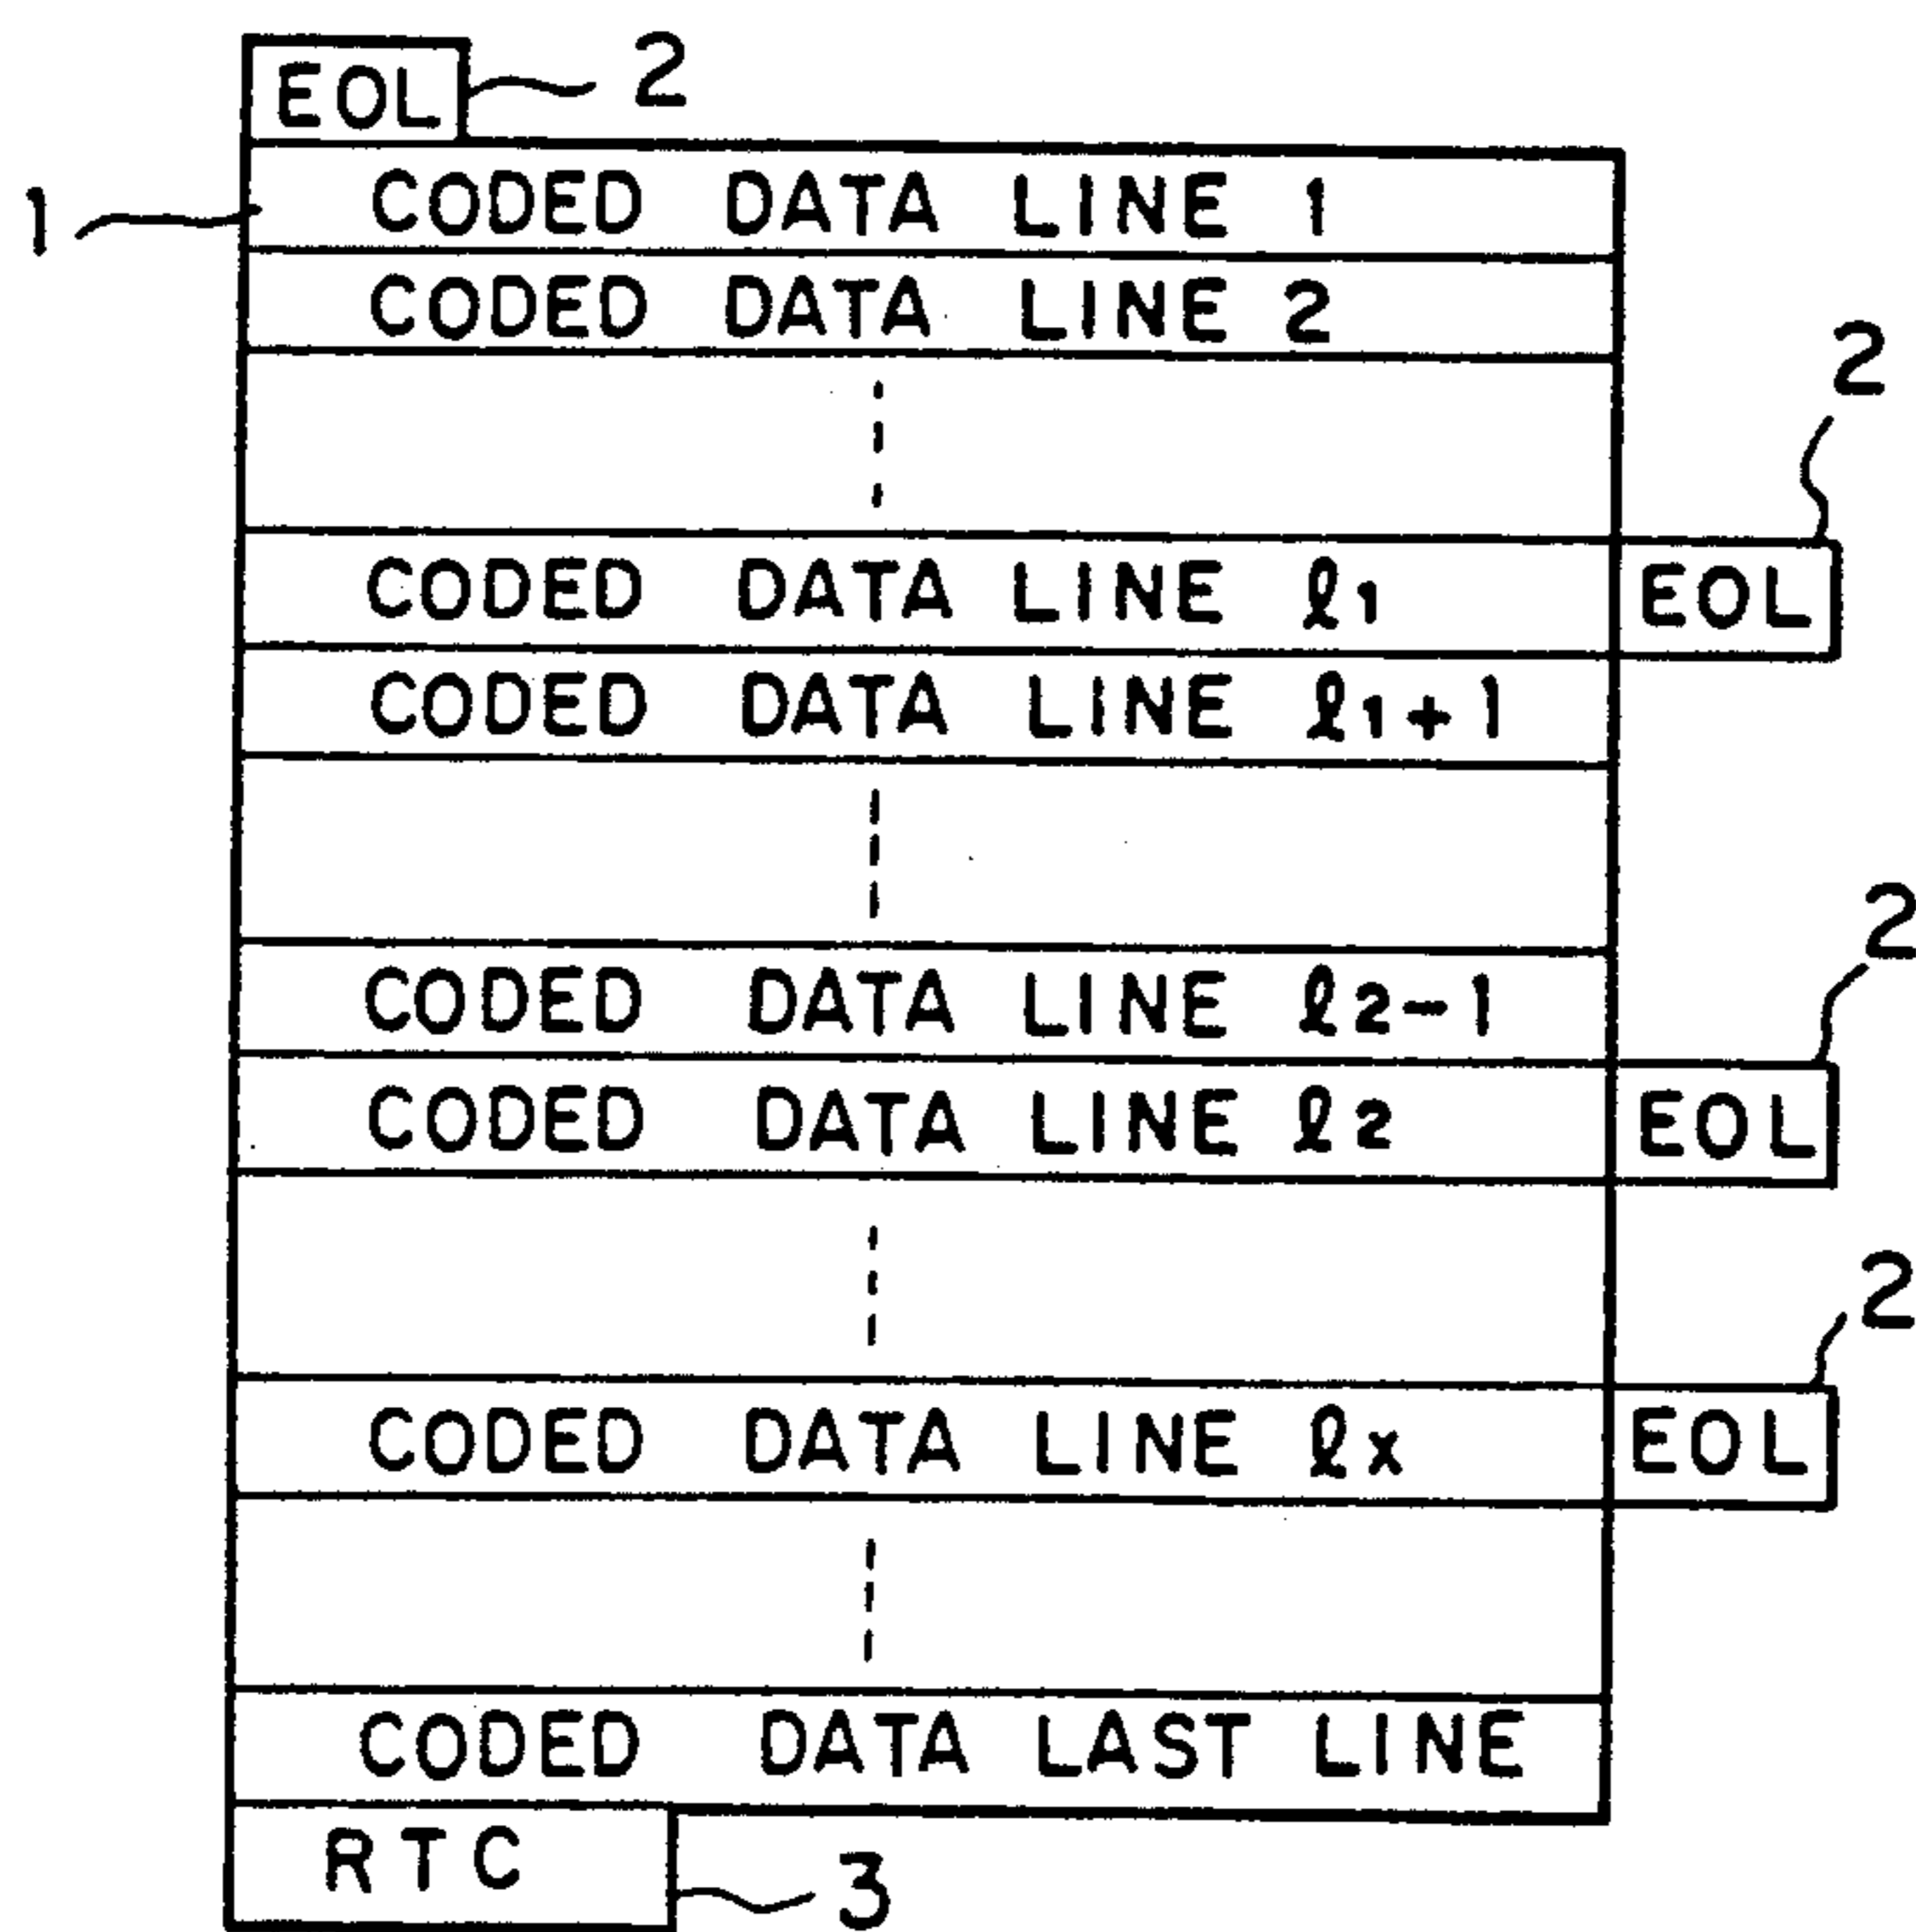 EOL 2
1 CODED DATA LINE 1
CODED DATA LINE 2
2
CODED DATA LINE ℓ1 EOL
CODED DATA LINE ℓ1+1
2
CODED DATA LINE ℓ2-1
CODED DATA LINE ℓ2 EOL
2
CODED DATA LINE ℓx EOL
CODED DATA LAST LINE
RTC 3